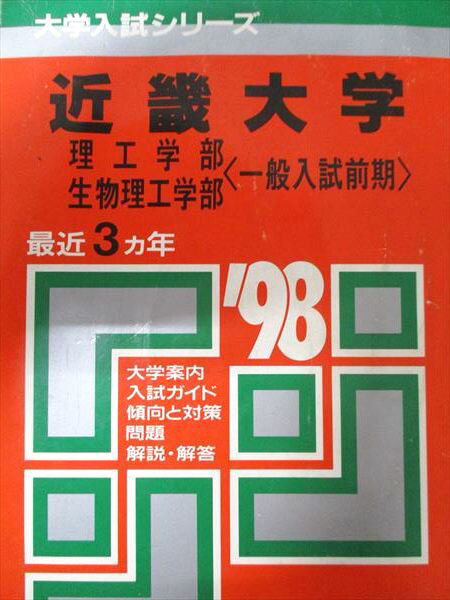 大学入試シリーズ
近畿大学
理工学部
生物理工学部
〈一般入試前期〉
最近3ヵ年
'98
大学案内
入試ガイド
傾向と対策
問題
解説・解答